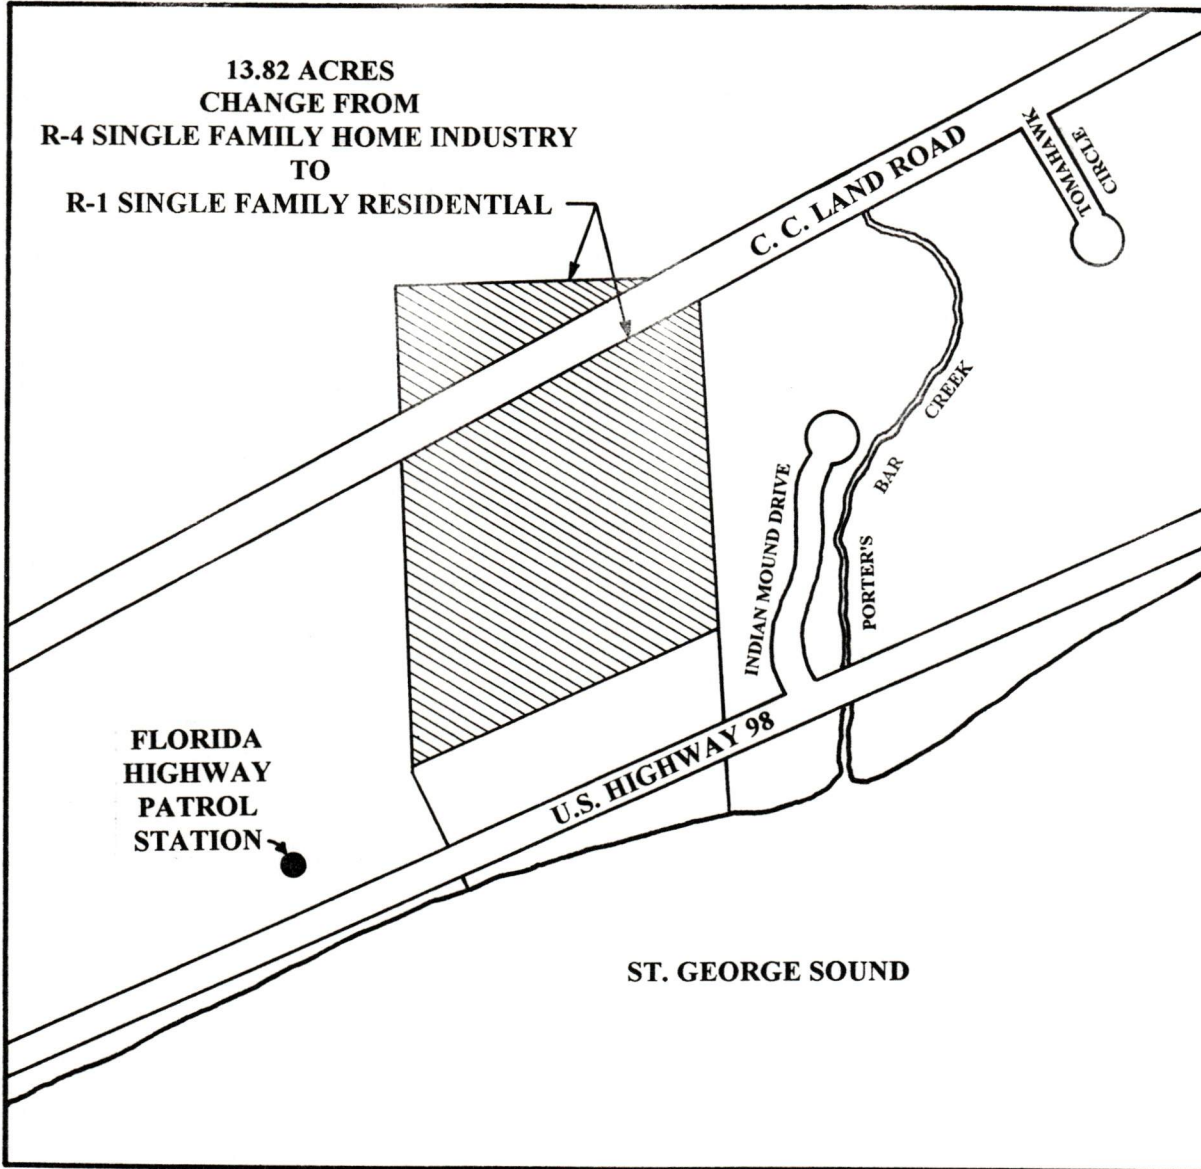 13.82 ACRES
CHANGE FROM
R-4 SINGLE FAMILY HOME INDUSTRY
TO
R-1 SINGLE FAMILY RESIDENTIAL
C. C. LAND ROAD
TOMAHAWK
CIRCLE
CREEK
BAR
PORTER'S
INDIAN MOUND DRIVE
U.S. HIGHWAY 98
FLORIDA
HIGHWAY
PATROL
STATION
ST. GEORGE SOUND